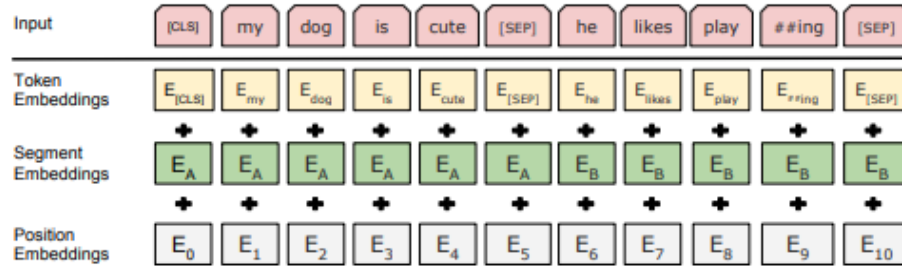 Input [CLS] my dog is cute [SEP] he likes play ##ing [SEP]
Token
Embeddings E[CLS] Emy Edog Eis Ecute E[SEP] Ehe Elikes Eplay E##ing E[SEP]
+ + + + + + + + + + +
Segment
Embeddings EA EA EA EA EA EA EB EB EB EB EB
+ + + + + + + + + + +
Position
Embeddings E0 E1 E2 E3 E4 E5 E6 E7 E8 E9 E10